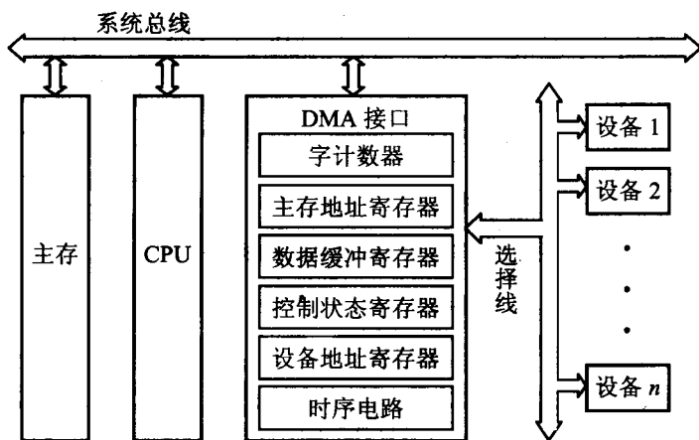 系统总线
主存
CPU
DMA 接口
字计数器
主存地址寄存器
数据缓冲寄存器
控制状态寄存器
设备地址寄存器
时序电路
选择线
设备 1
设备 2
设备 n